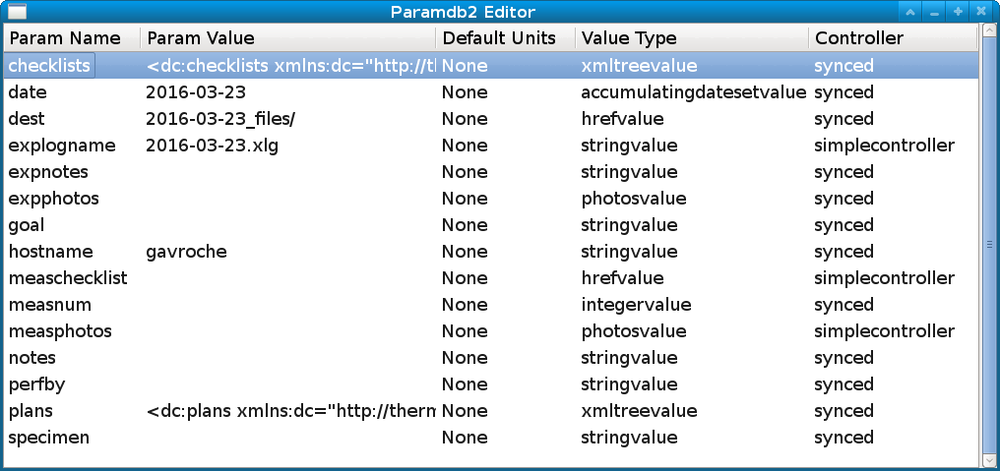 Paramdb2 Editor
Param Name Param Value Default Units Value Type Controller
checklists <dc:checklists xmlns:dc="http://th None xmltreevalue synced
date 2016-03-23 None accumulatingdatesetvalue synced
dest 2016-03-23_files/ None hrefvalue synced
explogname 2016-03-23.xlg None stringvalue simplecontroller
expnotes None stringvalue synced
expphotos None photosvalue synced
goal None stringvalue synced
hostname gavroche None stringvalue synced
measchecklist None hrefvalue simplecontroller
measnum None integervalue synced
measphotos None photosvalue simplecontroller
notes None stringvalue synced
perfby None stringvalue synced
plans <dc:plans xmlns:dc="http://therm None xmltreevalue synced
specimen None stringvalue synced